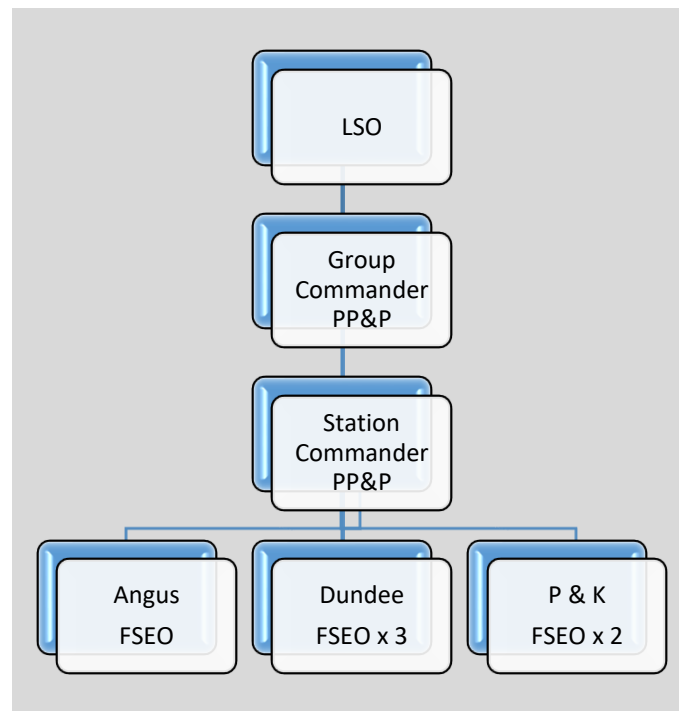 LSO
Group
Commander
PP&P
Station
Commander
PP&P
Angus
FSEO
Dundee
FSEO x 3
P & K
FSEO x 2